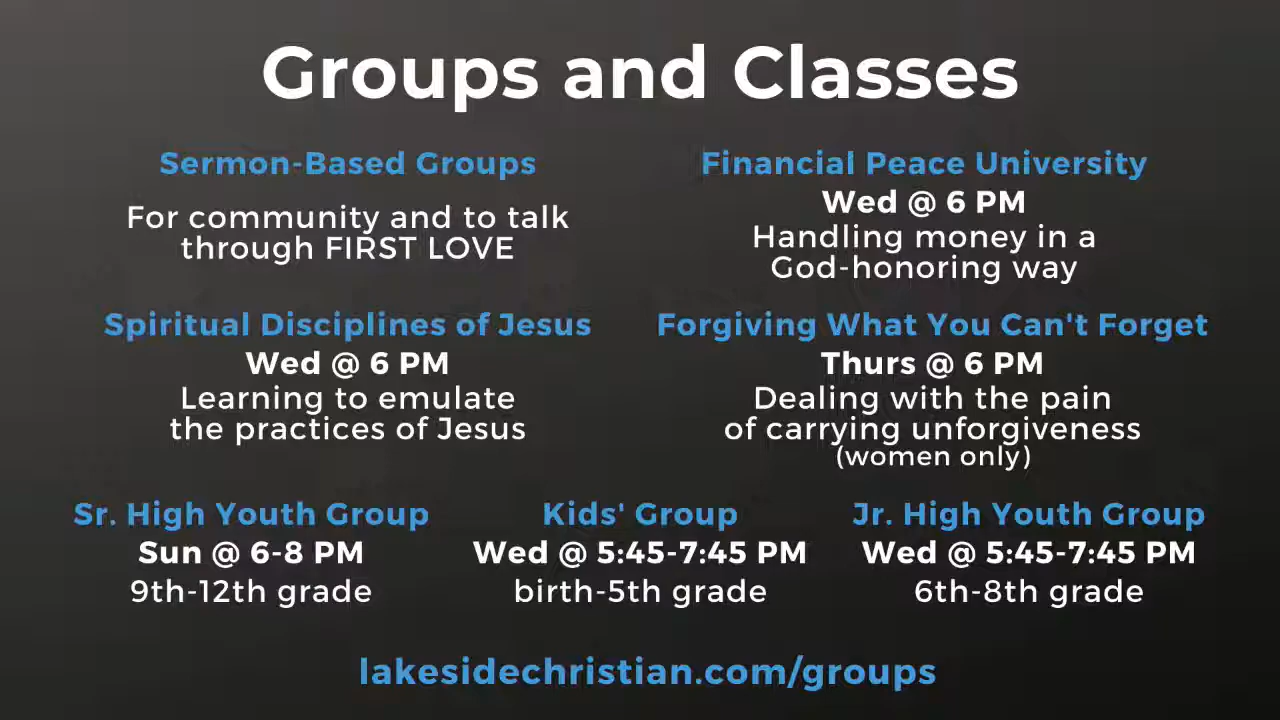 Groups and Classes
Sermon-Based Groups
For community and to talk
through FIRST LOVE
Financial Peace University
Wed @ 6 PM
Handling money in a
God-honoring way
Spiritual Disciplines of Jesus
Wed @ 6 PM
Learning to emulate
the practices of Jesus
Forgiving What You Can't Forget
Thurs @ 6 PM
Dealing with the pain
of carrying unforgiveness
(women only)
Sr. High Youth Group
Sun @ 6-8 PM
9th-12th grade
Kids' Group
Wed @ 5:45-7:45 PM
birth-5th grade
Jr. High Youth Group
Wed @ 5:45-7:45 PM
6th-8th grade
lakesidechristian.com/groups